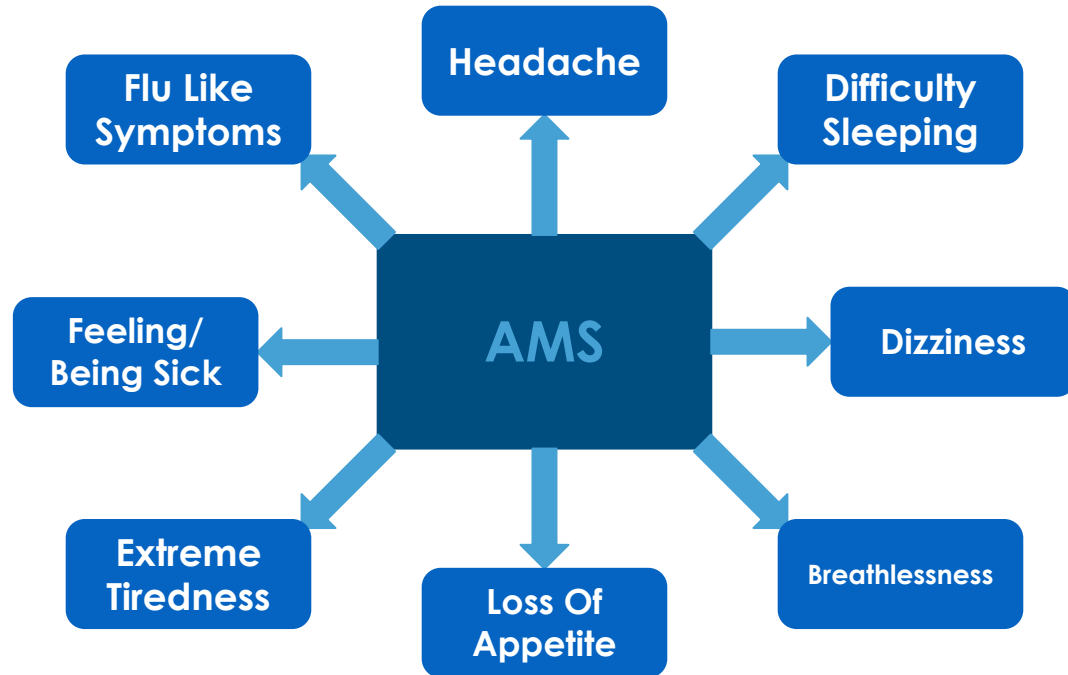 Headache
Flu Like
Symptoms
Difficulty
Sleeping
Feeling/
Being Sick
AMS
Dizziness
Extreme
Tiredness
Breathlessness
Loss Of
Appetite